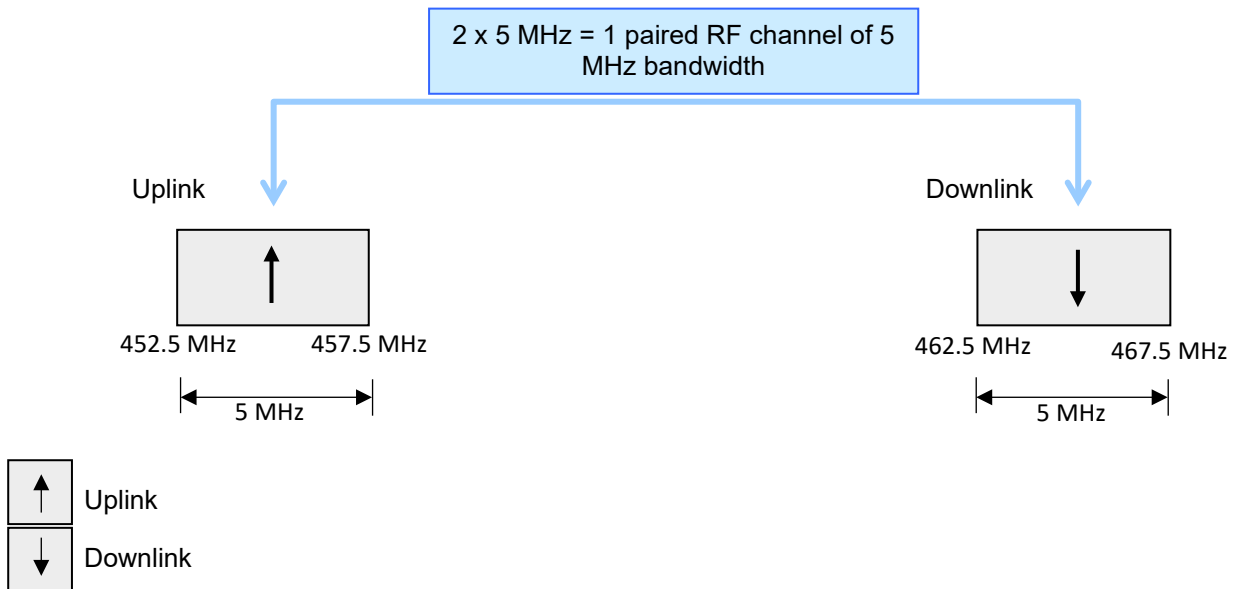 2 x 5 MHz = 1 paired RF channel of 5
MHz bandwidth
Uplink
Downlink
452.5 MHz
457.5 MHz
462.5 MHz
467.5 MHz
5 MHz
5 MHz
Uplink
Downlink